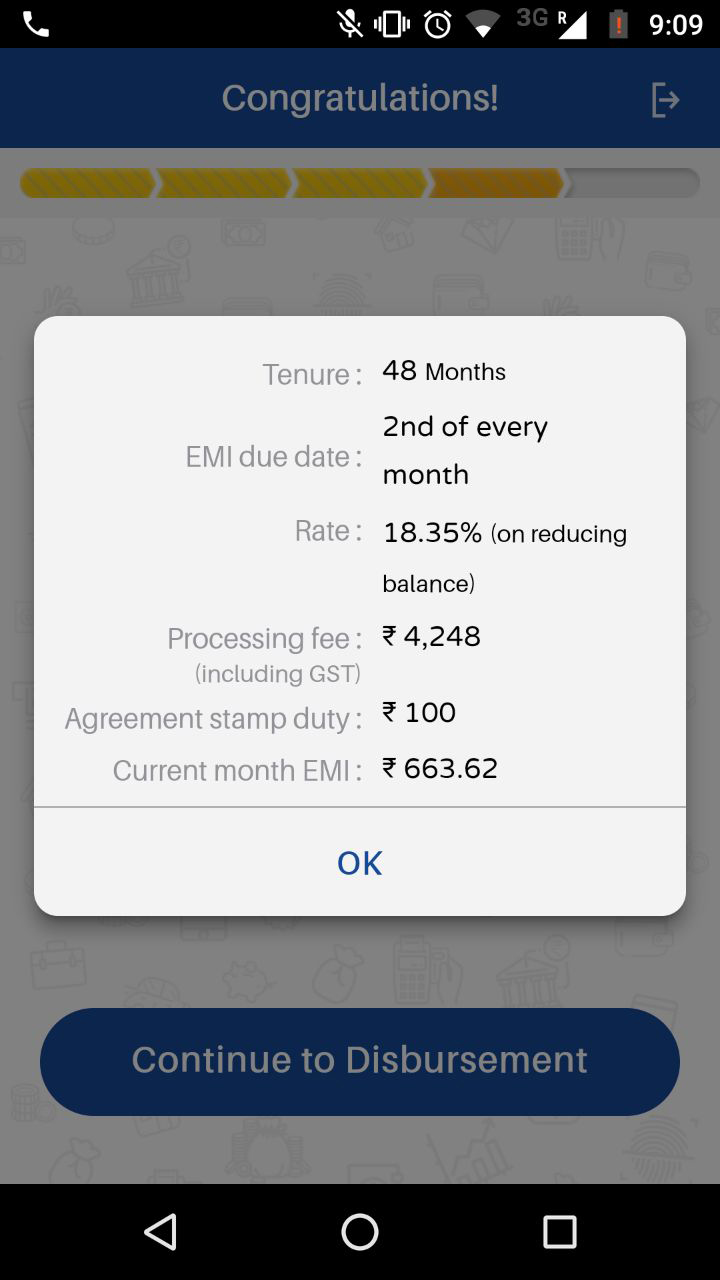 3G R 9:09
Congratulations!
Tenure : 48 Months
EMI due date : 2nd of every
month
Rate : 18.35% (on reducing
balance)
Processing fee : ₹ 4,248
(including GST)
Agreement stamp duty : ₹ 100
Current month EMI : ₹ 663.62
OK
Continue to Disbursement